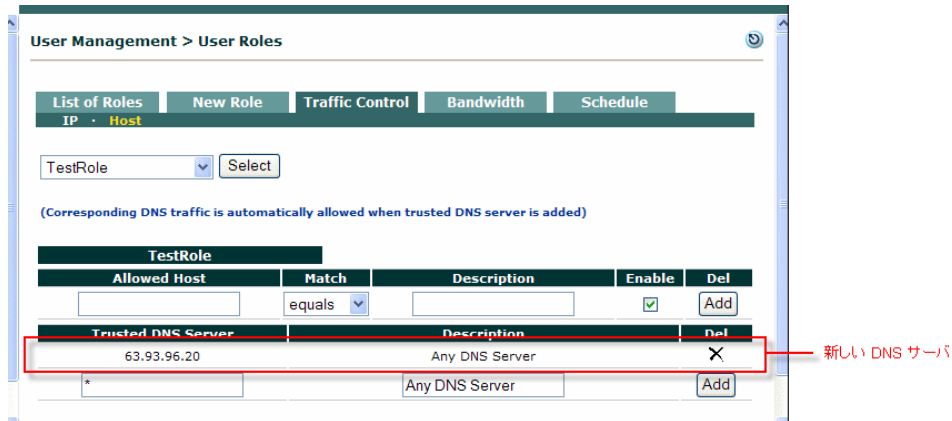 User Management > User Roles
List of Roles New Role Traffic Control Bandwidth Schedule
IP · Host
TestRole Select
(Corresponding DNS traffic is automatically allowed when trusted DNS server is added)
TestRole
Allowed Host Match Description Enable Del
equals Add
Trusted DNS Server Description Del
63.93.96.20 Any DNS Server
新しい DNS サーバ
* Any DNS Server Add